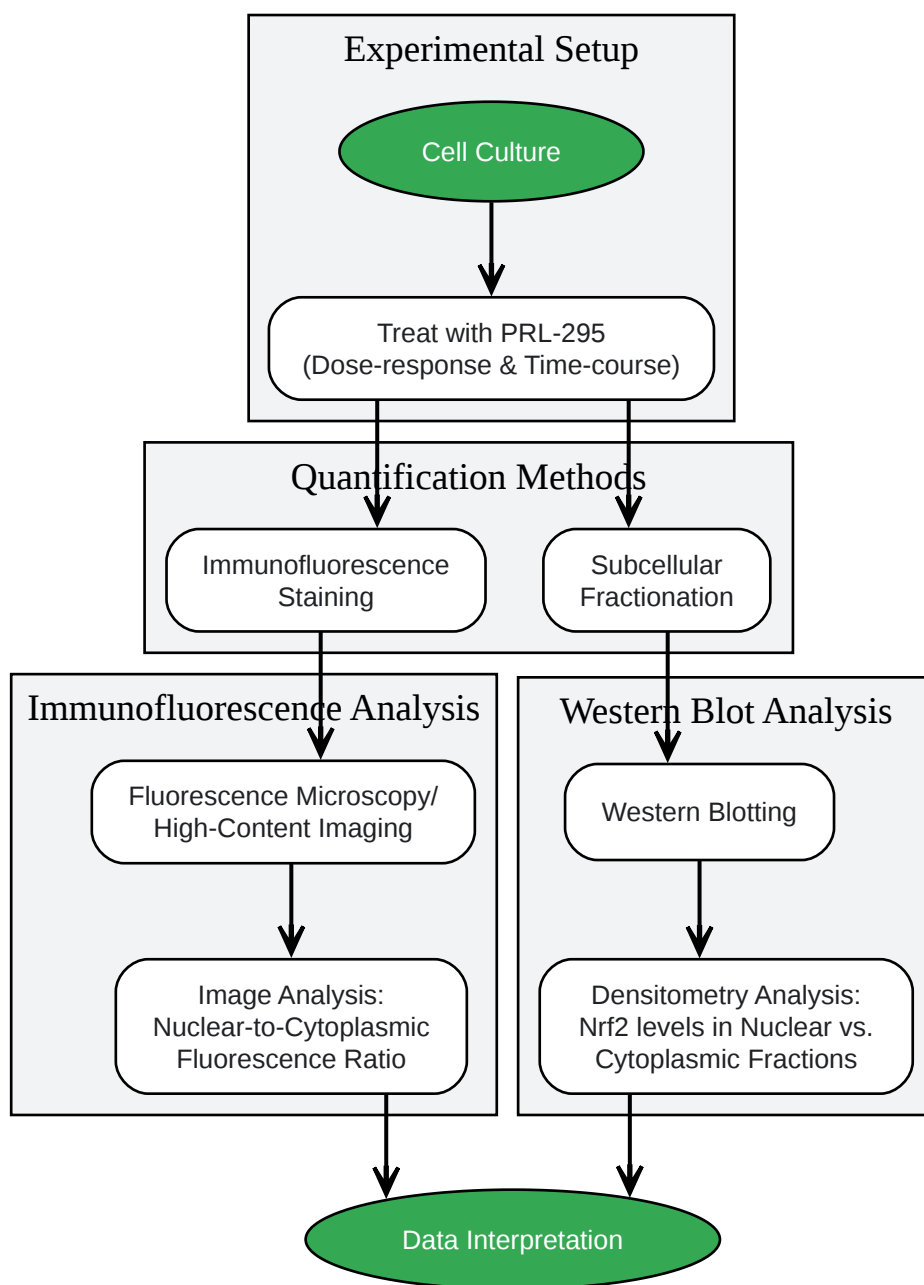 Experimental Setup
Cell Culture
Treat with PRL-295
(Dose-response & Time-course)
Quantification Methods
Immunofluorescence
Staining
Subcellular
Fractionation
Immunofluorescence Analysis
Fluorescence Microscopy/
High-Content Imaging
Image Analysis:
Nuclear-to-Cytoplasmic
Fluorescence Ratio
Western Blot Analysis
Western Blotting
Densitometry Analysis:
Nrf2 levels in Nuclear vs.
Cytoplasmic Fractions
Data Interpretation